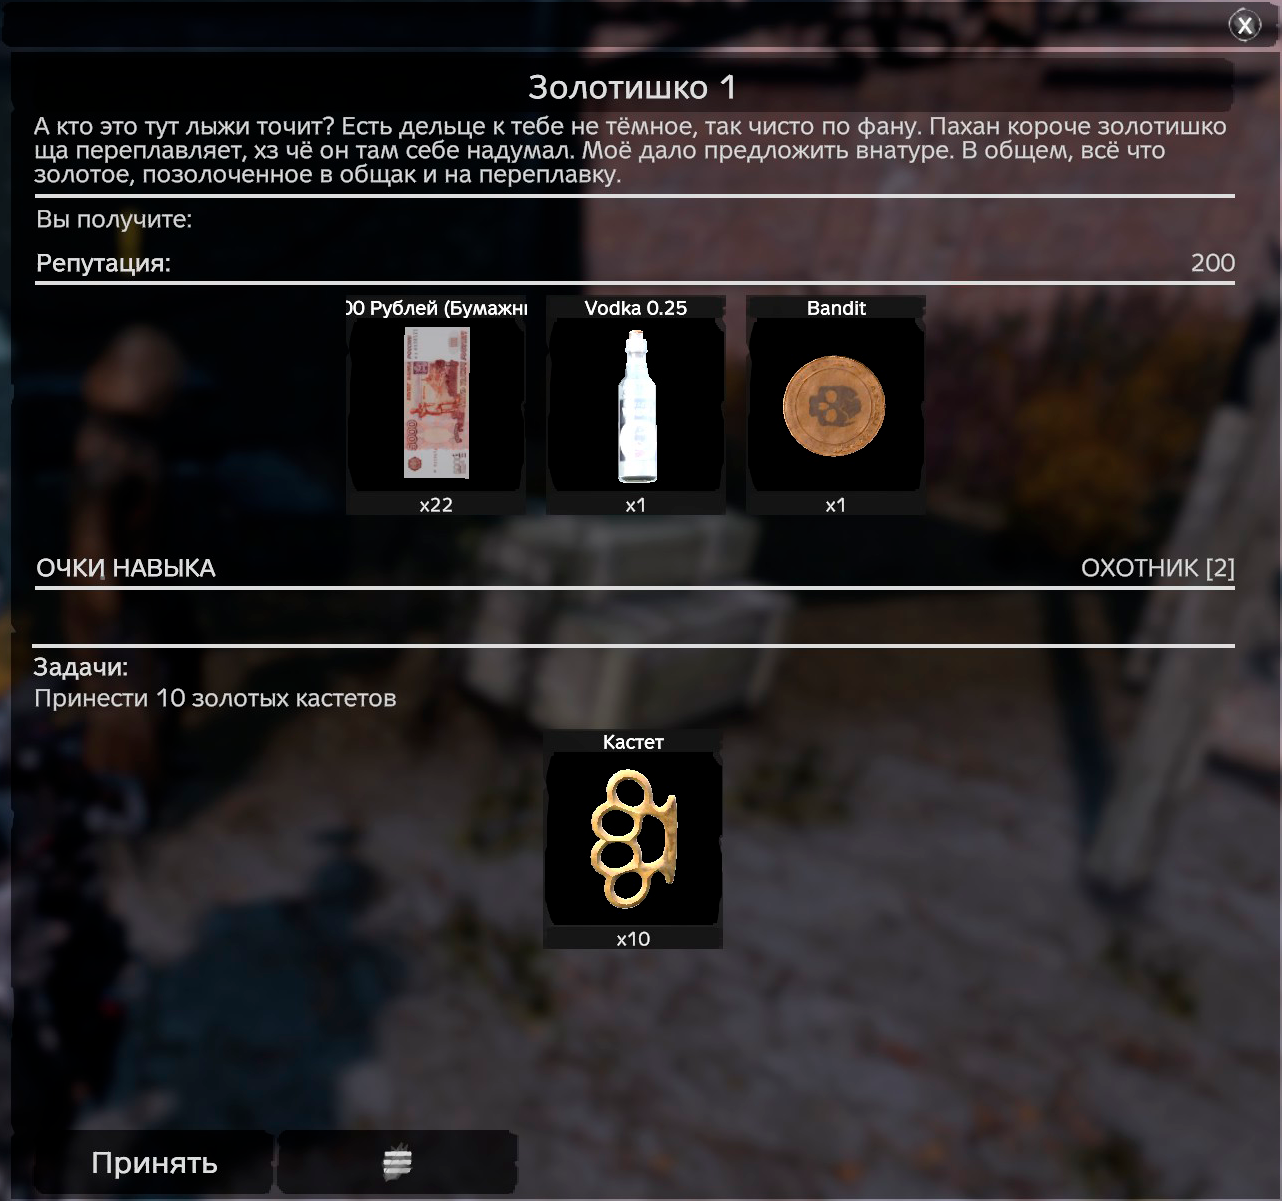 X
Золотишко 1
А кто это тут лыжи точит? Есть дельце к тебе не тёмное, так чисто по фану. Пахан короче золотишко
ща переплавляет, хз чё он там себе надумал. Моё дало предложить внатуре. В общем, всё что
золотое, позолоченное в общак и на переплавку.
Вы получите:
Репутация: 200
00 Рублей (Бумажн Vodka 0.25 Bandit
x22 x1 x1
ОЧКИ НАВЫКА ОХОТНИК [2]
Задачи:
Принести 10 золотых кастетов
Кастет
x10
Принять